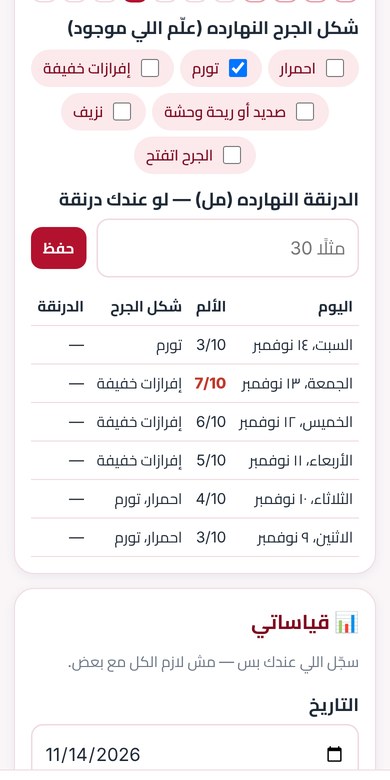 شكل الجرح النهارده (علّم اللي موجود)
احمرار تورم إفرازات خفيفة
صديد أو ريحة وحشة نزيف
الجرح اتفتح
الدرنقة النهارده (مل) — لو عندك درنقة
مثلًا 30 حفظ
اليوم الألم شكل الجرح الدرنقة
السبت، ١٤ نوفمبر 3/10 تورم —
الجمعة، ١٣ نوفمبر 7/10 إفرازات خفيفة —
الخميس، ١٢ نوفمبر 6/10 إفرازات خفيفة —
الأربعاء، ١١ نوفمبر 5/10 إفرازات خفيفة —
الثلاثاء، ١٠ نوفمبر 4/10 احمرار، تورم —
الاثنين، ٩ نوفمبر 3/10 احمرار، تورم —
📊 قياساتي
سجّل اللي عندك بس — مش لازم الكل مع بعض.
التاريخ
11/14/2026